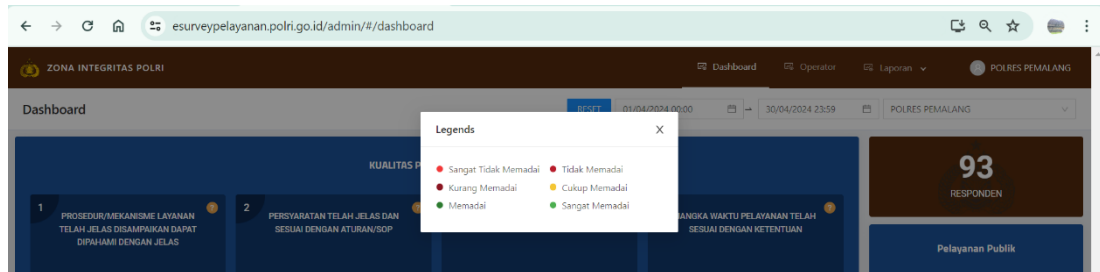 esurveypelayanan.polri.go.id/admin/#/dashboard
ZONA INTEGRITAS POLRI
Dashboard
Operator
Laporan
POLRES PEMALANG
Dashboard
RESET
01/04/2024 00:00
30/04/2024 23:59
POLRES PEMALANG
Legends
X
Sangat Tidak Memadai
Tidak Memadai
Kurang Memadai
Cukup Memadai
Memadai
Sangat Memadai
KUALITAS P
1
PROSEDUR/MEKANISME LAYANAN
TELAH JELAS DISAMPAIKAN DAPAT
DIPAHAMI DENGAN JELAS
?
2
PERSYARATAN TELAH JELAS DAN
SESUAI DENGAN ATURAN/SOP
ANGKA WAKTU PELAYANAN TELAH
SESUAI DENGAN KETENTUAN
?
93
RESPONDEN
Pelayanan Publik